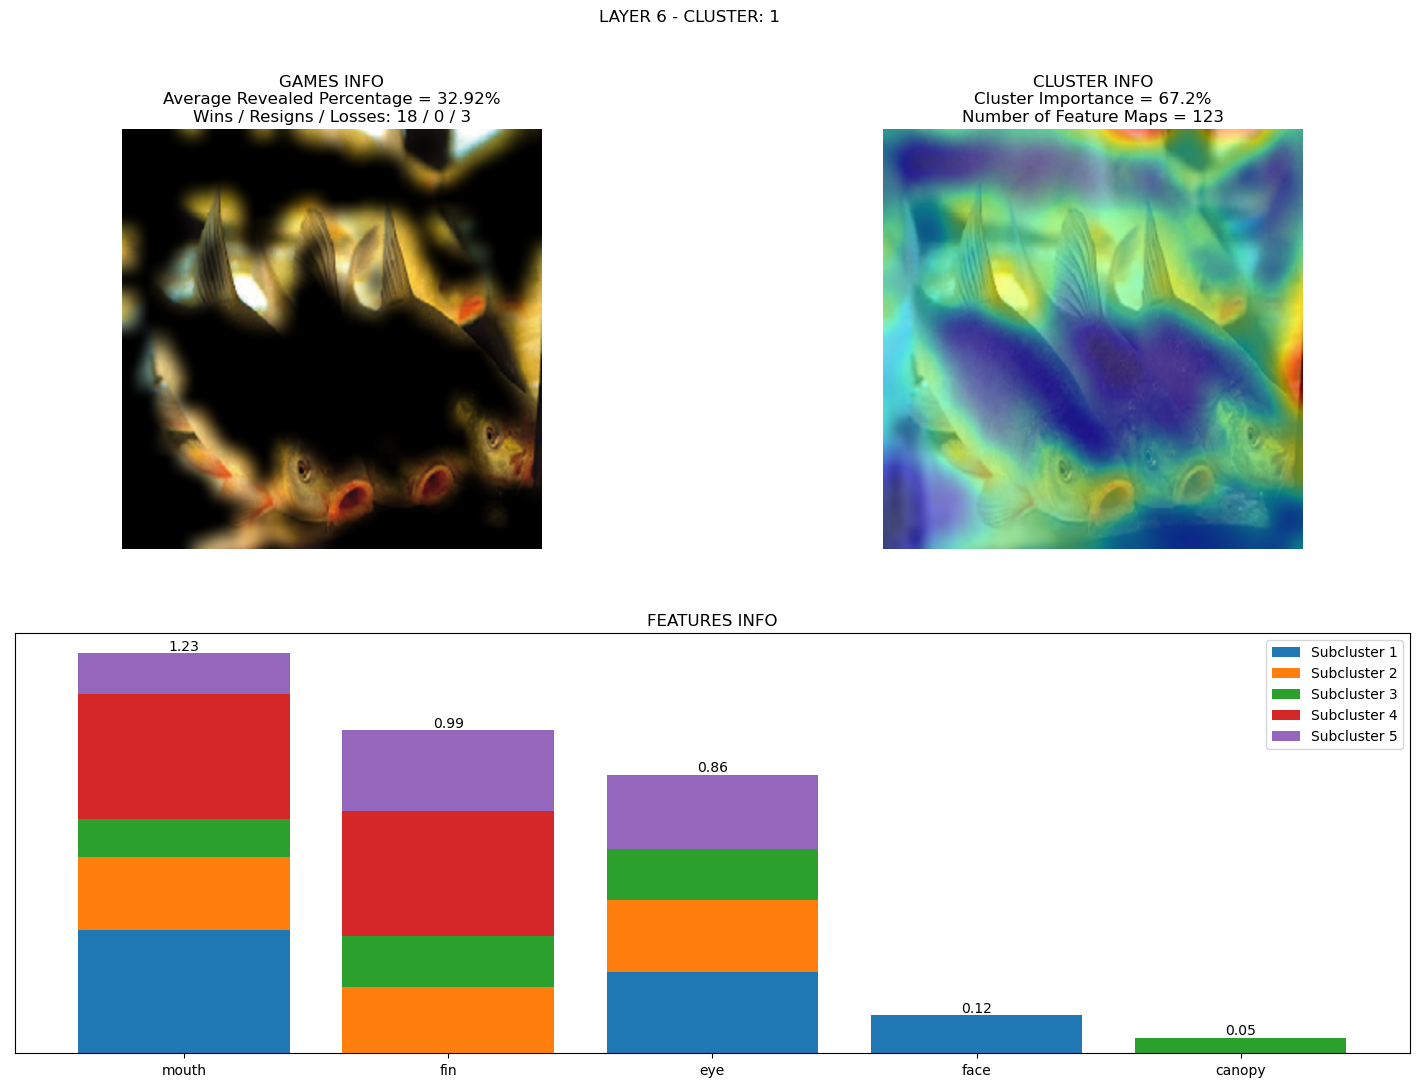 LAYER 6 - CLUSTER: 1
GAMES INFO
Average Revealed Percentage = 32.92%
Wins / Resigns / Losses: 18 / 0 / 3
CLUSTER INFO
Cluster Importance = 67.2%
Number of Feature Maps = 123
FEATURES INFO
1.23
0.99
0.86
0.12
0.05
Subcluster 1
Subcluster 2
Subcluster 3
Subcluster 4
Subcluster 5
mouth
fin
eye
face
canopy